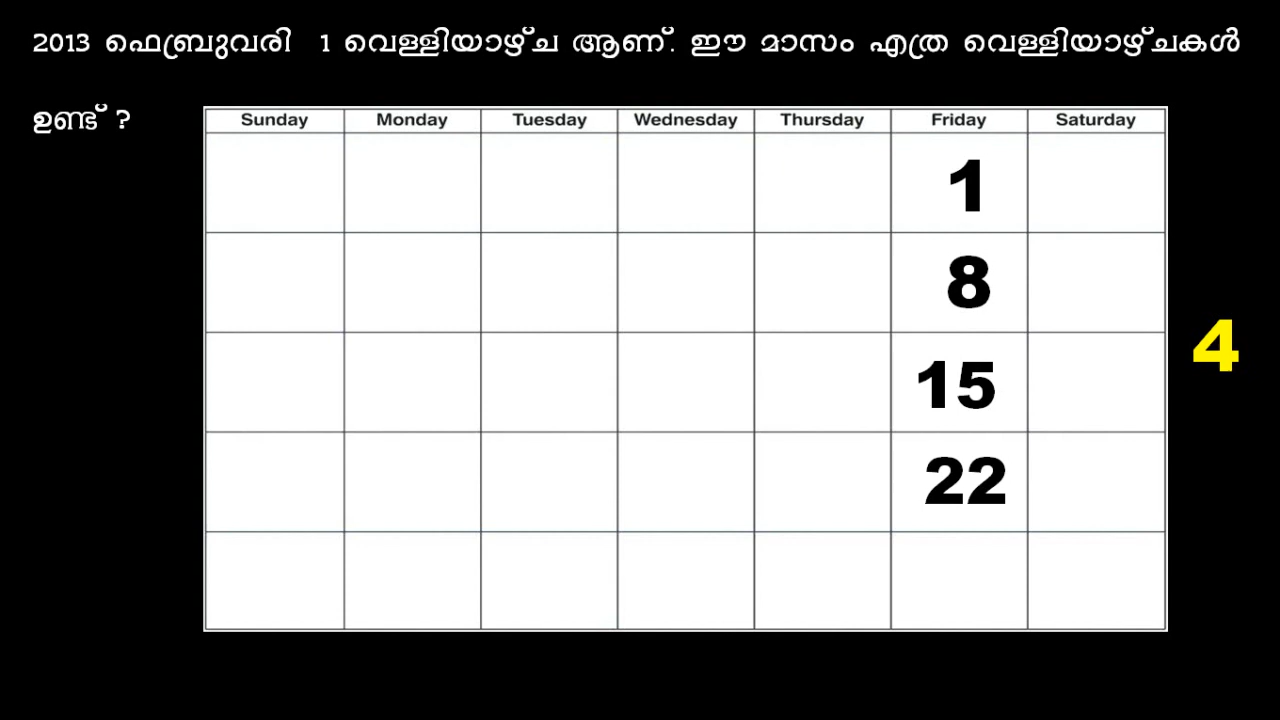 2013 ഫെബ്രുവരി 1 വെള്ളിയാഴ്ച ആണ്. ഈ മാസം എത്ര വെള്ളിയാഴ്ചകൾ
ഉണ്ട് ?
Sunday Monday Tuesday Wednesday Thursday Friday Saturday
1
8
4
15
22